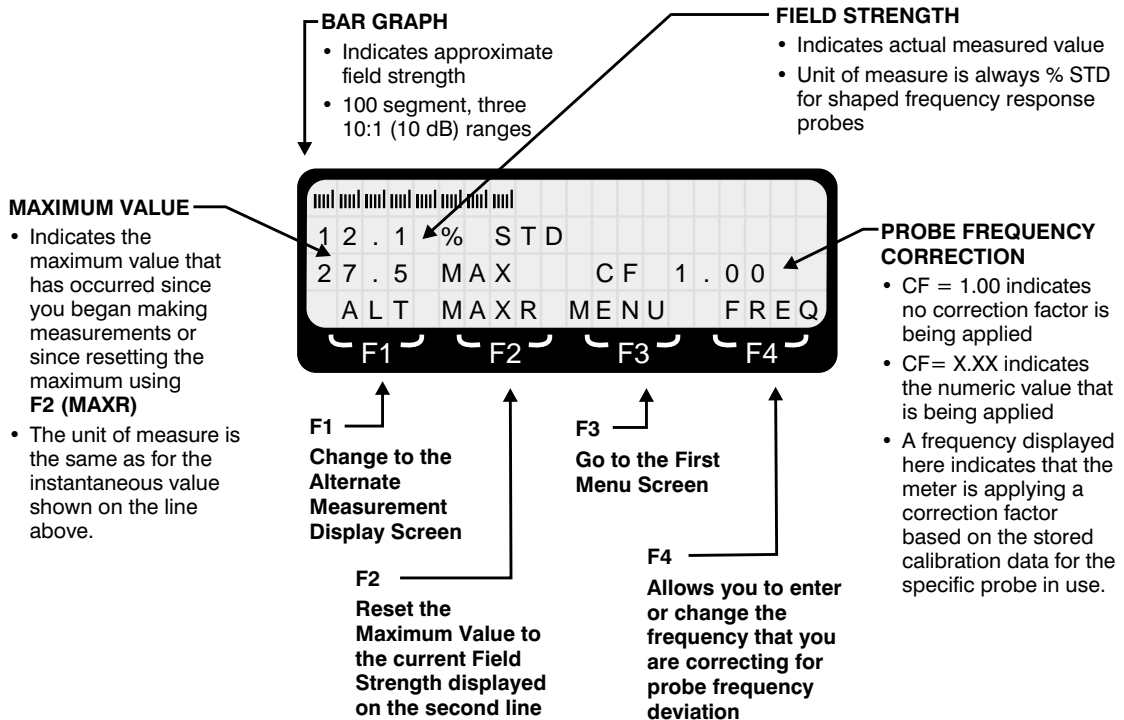 BAR GRAPH
• Indicates approximate
field strength
• 100 segment, three
10:1 (10 dB) ranges
FIELD STRENGTH
• Indicates actual measured value
• Unit of measure is always % STD
for shaped frequency response
probes
MAXIMUM VALUE
• Indicates the
maximum value that
has occurred since
you began making
measurements or
since resetting the
maximum using
F2 (MAXR)
• The unit of measure is
the same as for the
instantaneous value
shown on the line
above.
12.1 % STD
27.5 MAX CF 1.00
ALT MAXR MENU FREQ
F1 F2 F3 F4
PROBE FREQUENCY
CORRECTION
• CF = 1.00 indicates
no correction factor is
being applied
• CF= X.XX indicates
the numeric value that
is being applied
• A frequency displayed
here indicates that the
meter is applying a
correction factor
based on the stored
calibration data for the
specific probe in use.
F1
Change to the
Alternate
Measurement
Display Screen
F2
Reset the
Maximum Value to
the current Field
Strength displayed
on the second line
F3
Go to the First
Menu Screen
F4
Allows you to enter
or change the
frequency that you
are correcting for
probe frequency
deviation